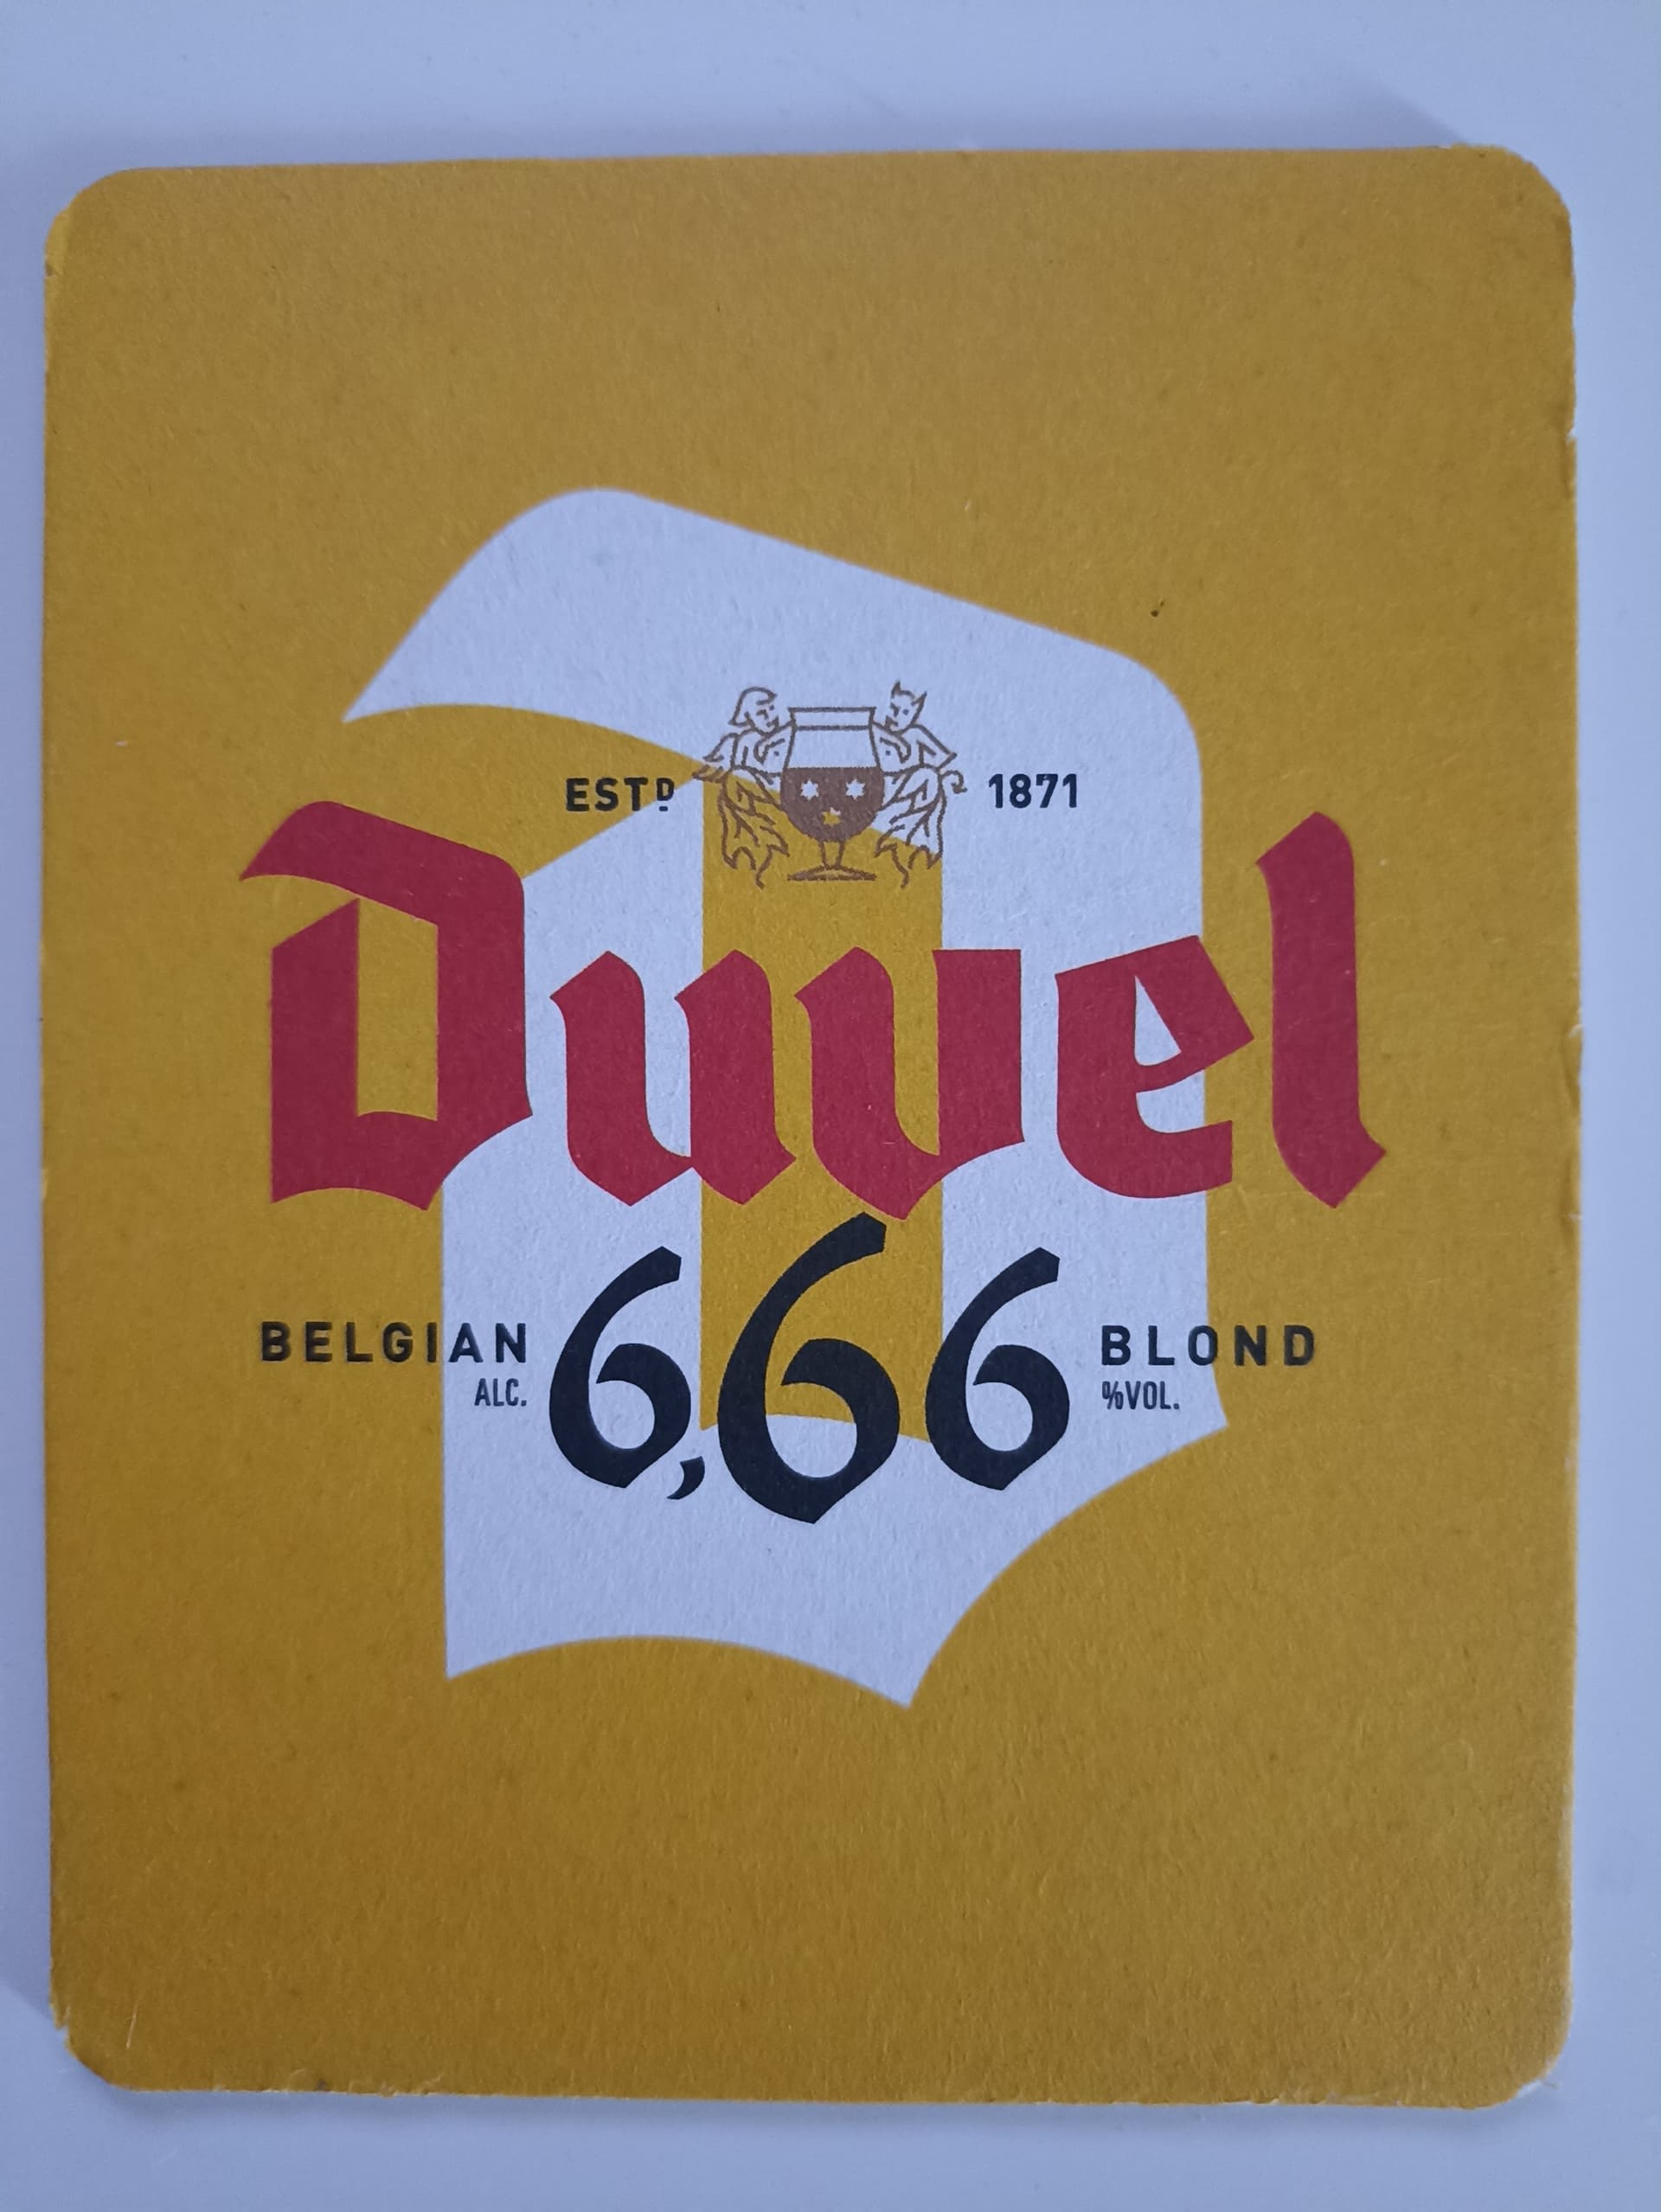 ESTD 1871
Duvel
BELGIAN 6,66 BLOND
ALC. %VOL.